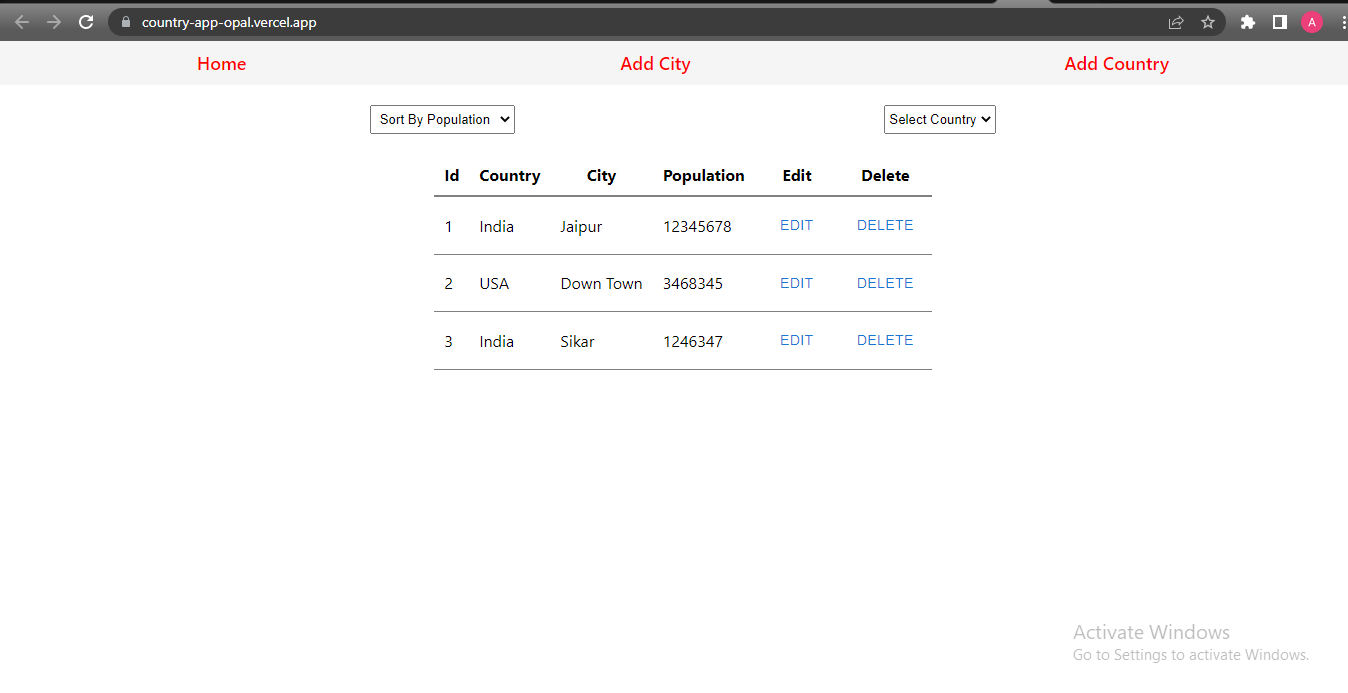 country-app-opal.vercel.app
A
Home Add City Add Country
Sort By Population Select Country
Id Country City Population Edit Delete
1 India Jaipur 12345678 EDIT DELETE
2 USA Down Town 3468345 EDIT DELETE
3 India Sikar 1246347 EDIT DELETE
Activate Windows
Go to Settings to activate Windows.